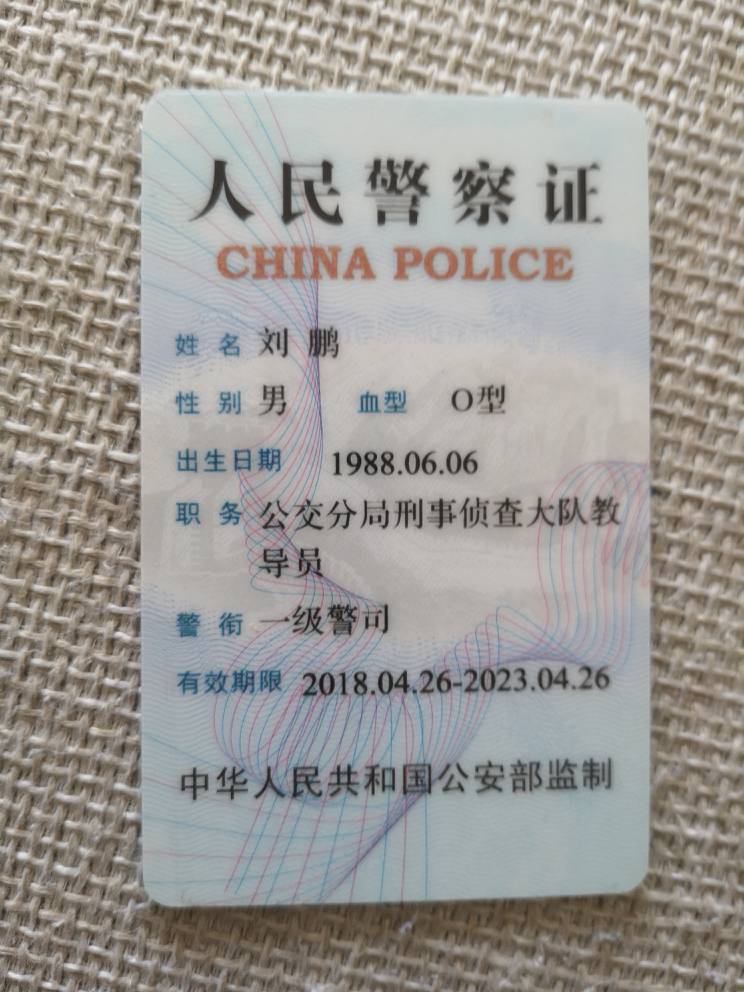 人民警察证
CHINA POLICE
姓 名 刘 鹏
性 别 男 血型 O型
出生日期 1988.06.06
职 务 公交分局刑事侦查大队教
导员
警 衔 一级警司
有效期限 2018.04.26-2023.04.26
中华人民共和国公安部监制